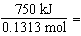 750 kJ
0.1313 mol =